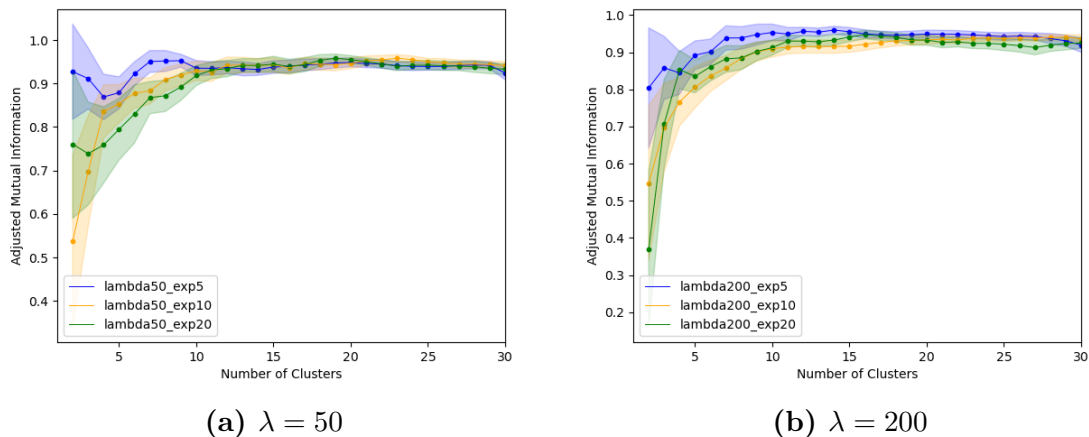 1.0
0.9
0.8
0.7
0.6
0.5
0.4
Adjusted Mutual Information
lambda50_exp5
lambda50_exp10
lambda50_exp20
5 10 15 20 25 30
Number of Clusters
(a) λ = 50
1.0
0.9
0.8
0.7
0.6
0.5
0.4
0.3
0.2
Adjusted Mutual Information
lambda200_exp5
lambda200_exp10
lambda200_exp20
5 10 15 20 25 30
Number of Clusters
(b) λ = 200